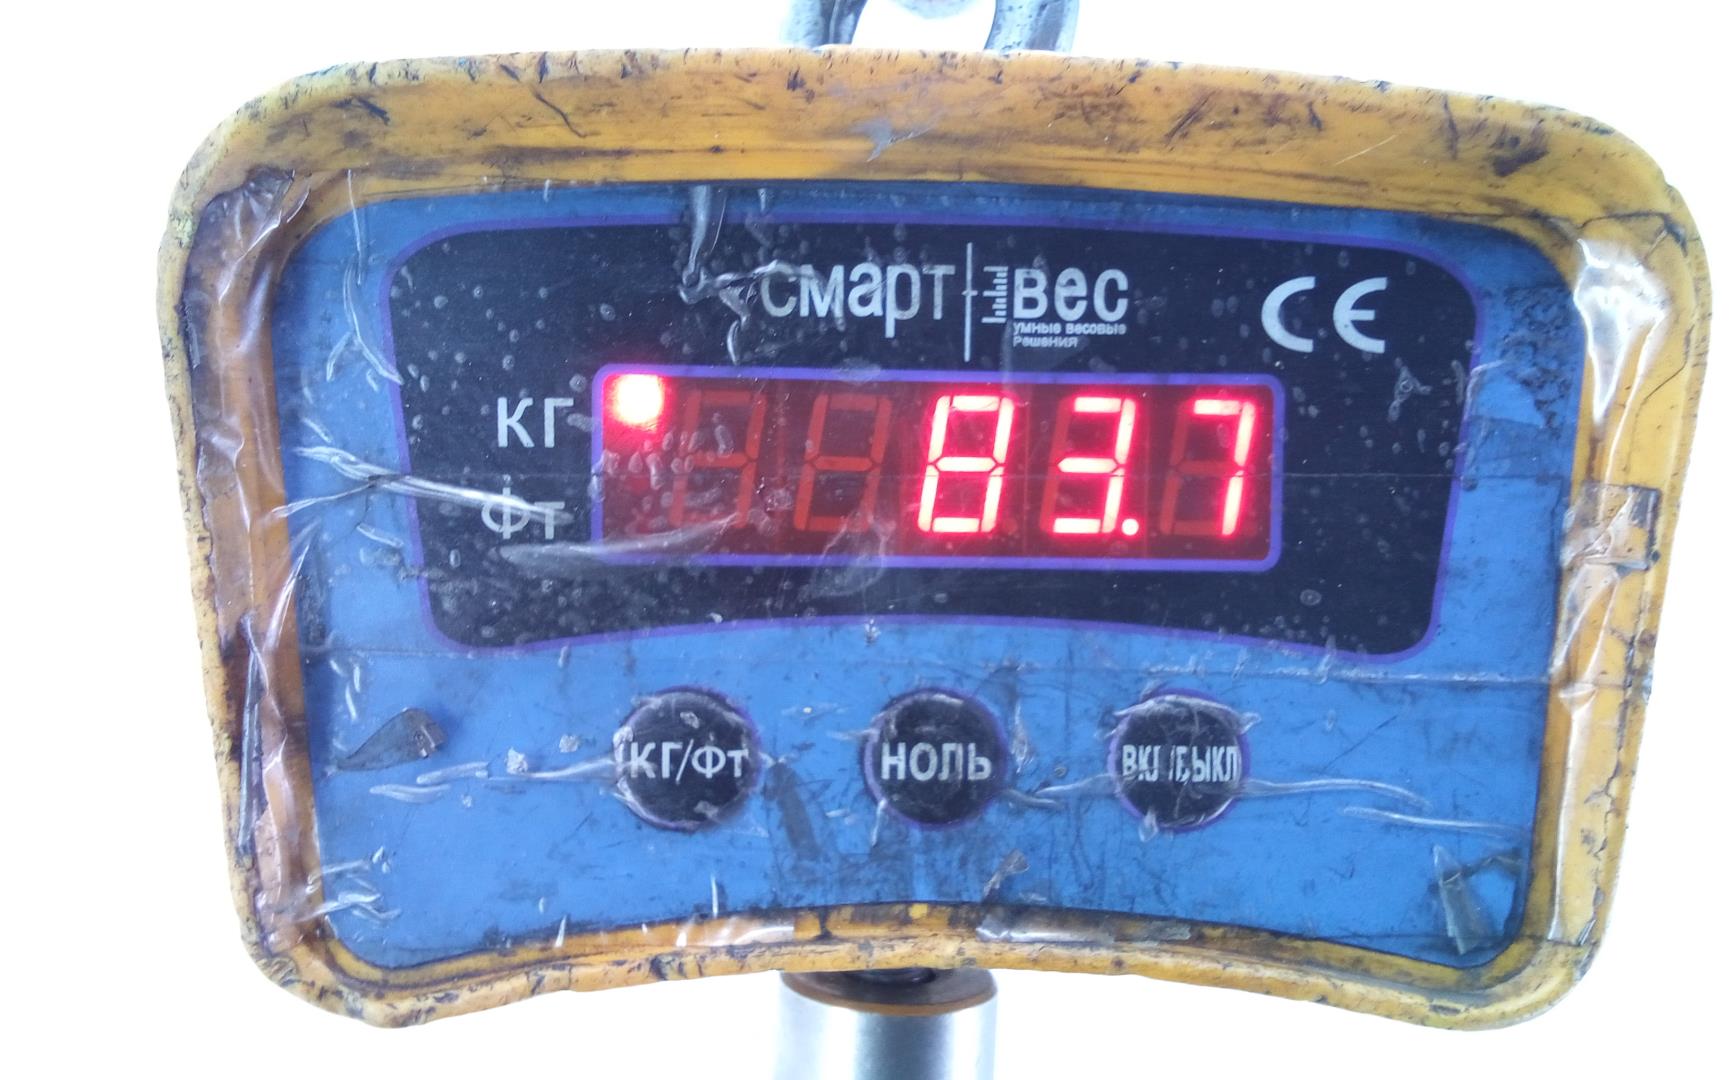 смарт вес
умные весовые
решения
CE
КГ
ФТ
83.7
КГ/ФТ
НОЛЬ
ВКЛ/ВЫКЛ